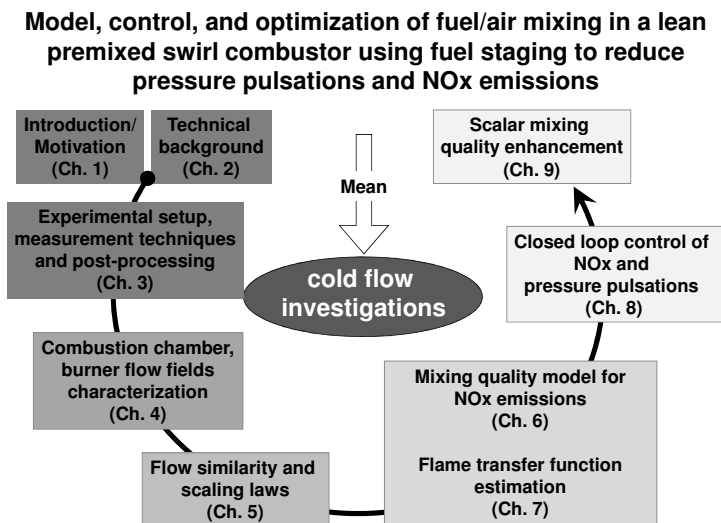 Model, control, and optimization of fuel/air mixing in a lean
premixed swirl combustor using fuel staging to reduce
pressure pulsations and NOx emissions
Introduction/
Motivation
(Ch. 1)
Technical
background
(Ch. 2)
Experimental setup,
measurement techniques
and post-processing
(Ch. 3)
Combustion chamber,
burner flow fields
characterization
(Ch. 4)
Flow similarity and
scaling laws
(Ch. 5)
Mean
cold flow
investigations
Mixing quality model for
NOx emissions
(Ch. 6)
Flame transfer function
estimation
(Ch. 7)
Closed loop control of
NOx and
pressure pulsations
(Ch. 8)
Scalar mixing
quality enhancement
(Ch. 9)